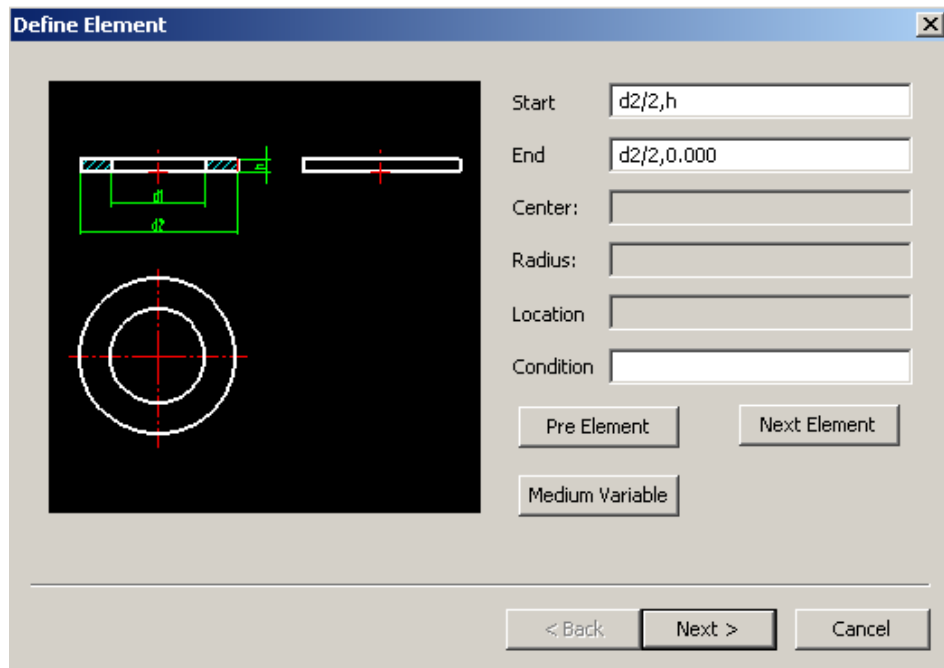 Define Element
Start d2/2,h
End d2/2,0.000
Center:
Radius:
Location
Condition
Pre Element Next Element
Medium Variable
h
d1
d2
< Back Next > Cancel